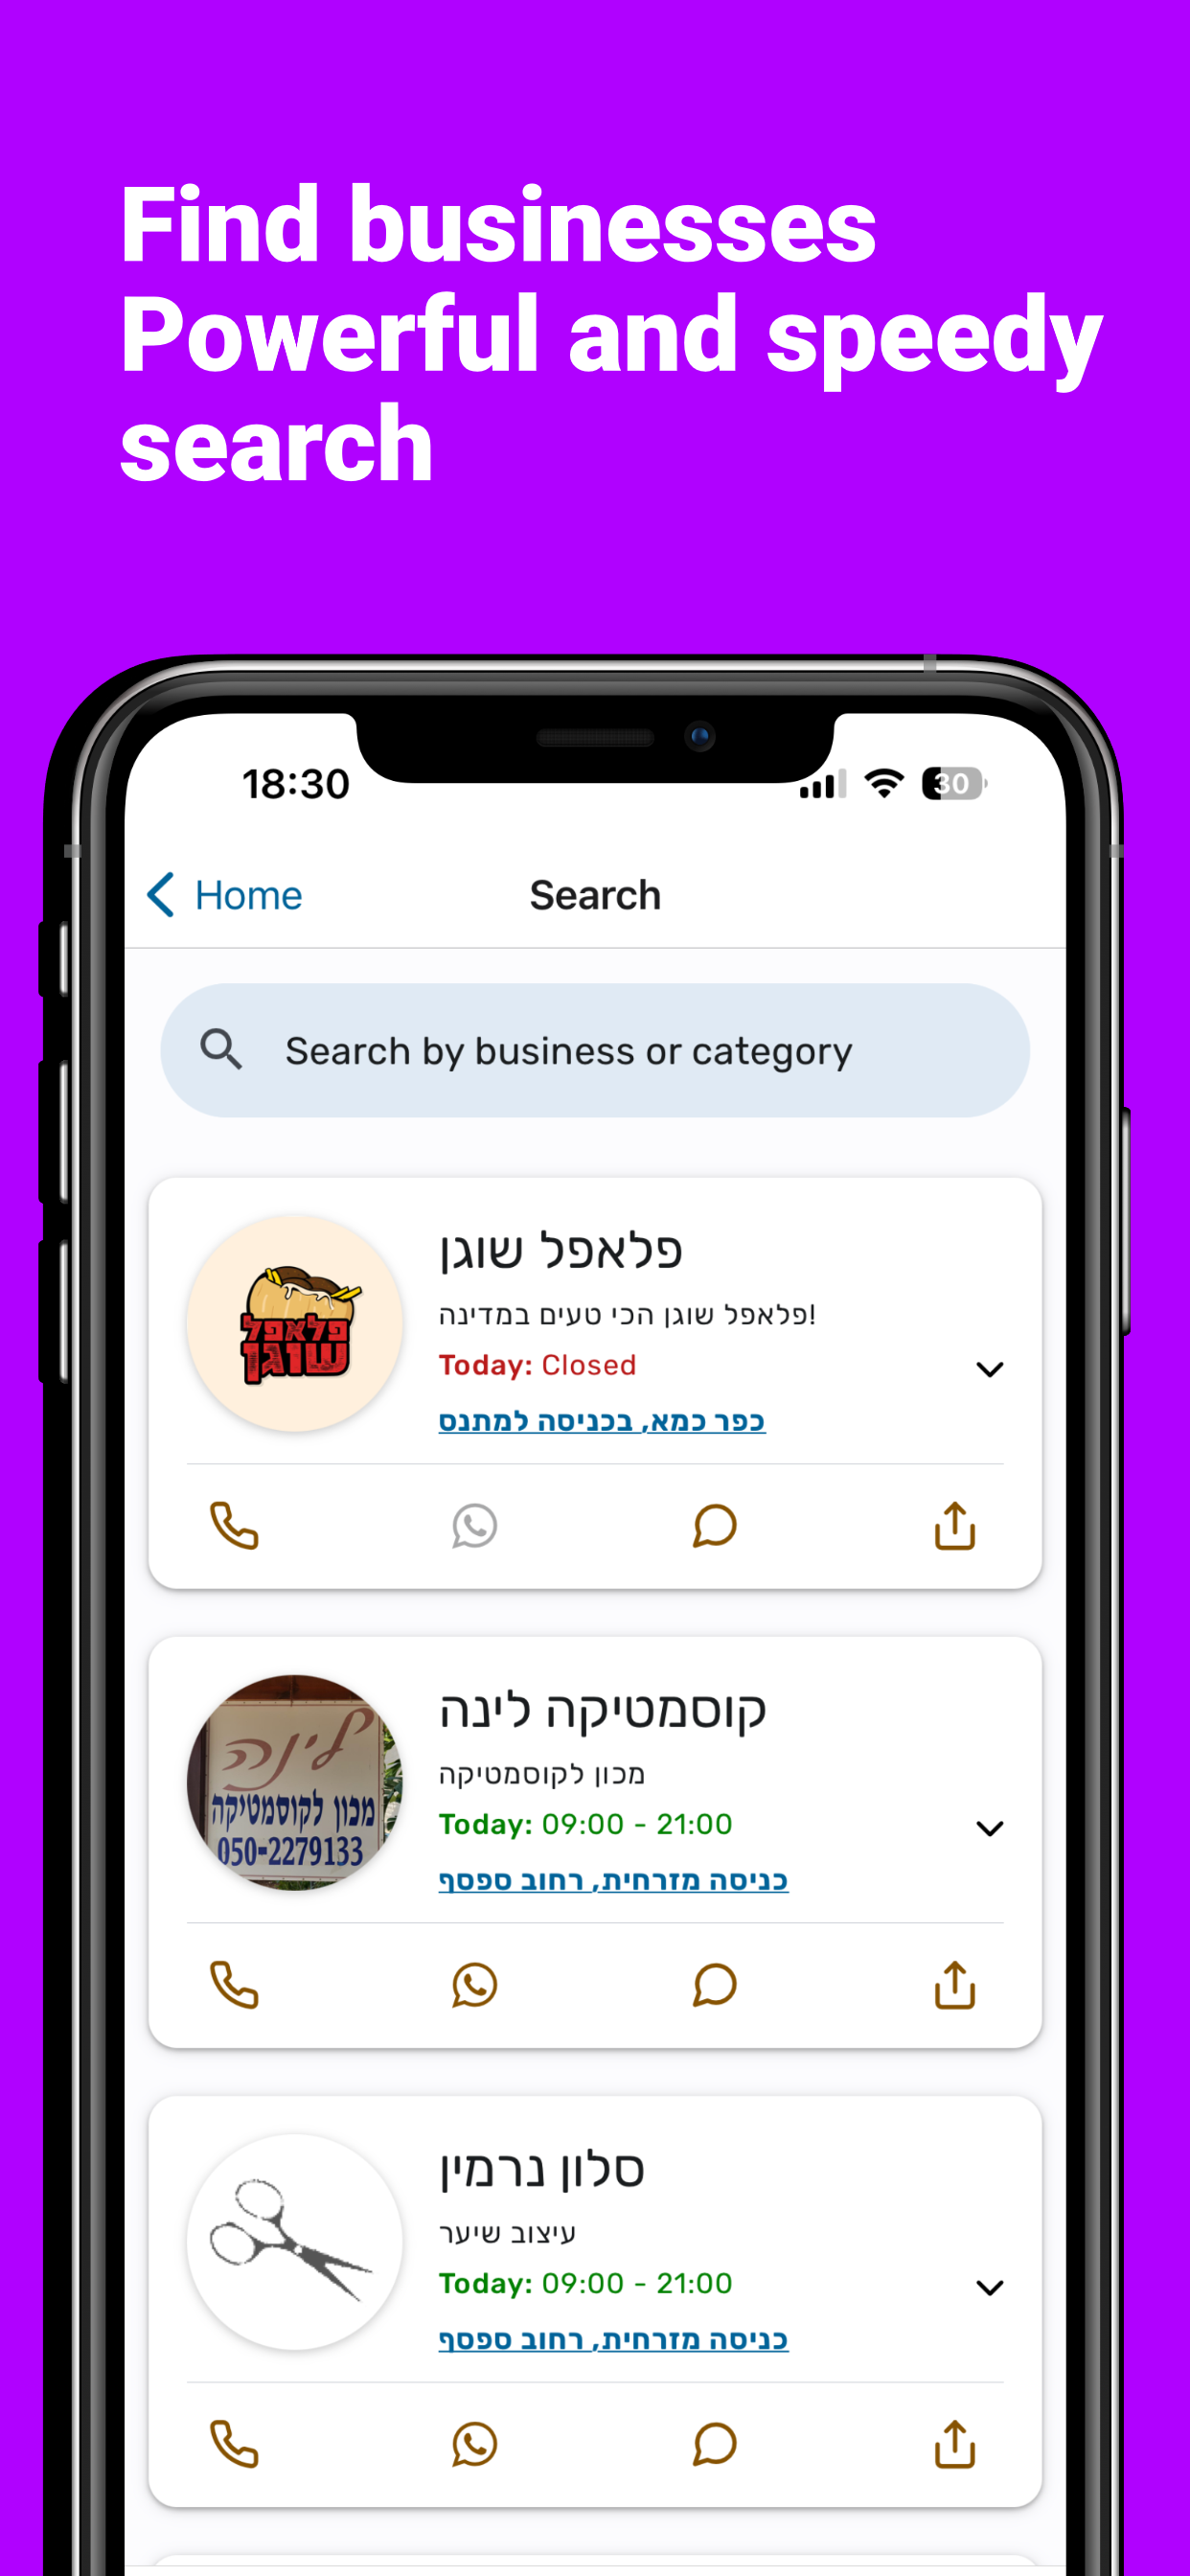 Find businesses
Powerful and speedy
search
18:30
30
Home
Search
Search by business or category
פלאפל שוגן
פלאפל
שוגן
פלאפל שוגן הכי טעים במדינה!
Today: Closed
כפר כמא, בכניסה למתנס
קוסמטיקה לינה
לינה
מכון לקוסמטיקה
050-2279133
מכון לקוסמטיקה
Today: 09:00 - 21:00
כניסה מזרחית, רחוב ספסף
סלון נרמין
עיצוב שיער
Today: 09:00 - 21:00
כניסה מזרחית, רחוב ספסף